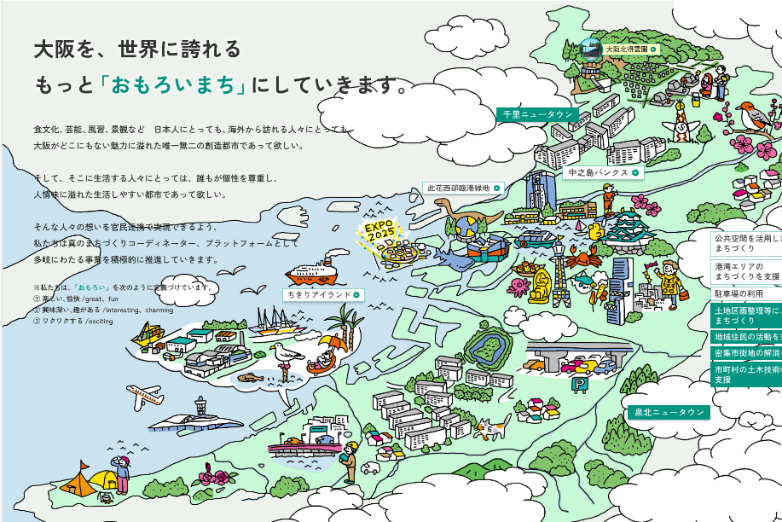 大阪を、世界に誇れる
もっと「おもろいまち」にしていきます。
食文化、芸能、風習、景観など　日本人にとっても、海外から訪れる人々にとっても、
大阪がどこにもない魅力に溢れた唯一無二の創造都市であって欲しい。
そして、そこに生活する人々にとっては、誰もが個性を尊重し、
人情味に溢れた生活しやすい都市であって欲しい。
そんな人々の想いを官民連携で実現できるよう、
私たちは真のまちづくりコーディネーター、プラットフォームとして
多岐にわたる事業を積極的に推進していきます。
※私たちは、「おもろい」を次のように定義づけています。
① 楽しい、愉快 /great、fun
② 興味深い、趣がある /interesting、charming
③ ワクワクする /exciting
大阪北摂霊園
千里ニュータウン
中之島バンクス
此花西部臨港緑地
EXPO
2025
ちきりアイランド
公共空間を活用した
まちづくり
港湾エリアの
まちづくりを支援
駐車場の利用
土地区画整理等に
まちづくり
地域住民の活動を
密集市街地の解消
市町村の土木技術
支援
P
泉北ニュータウン